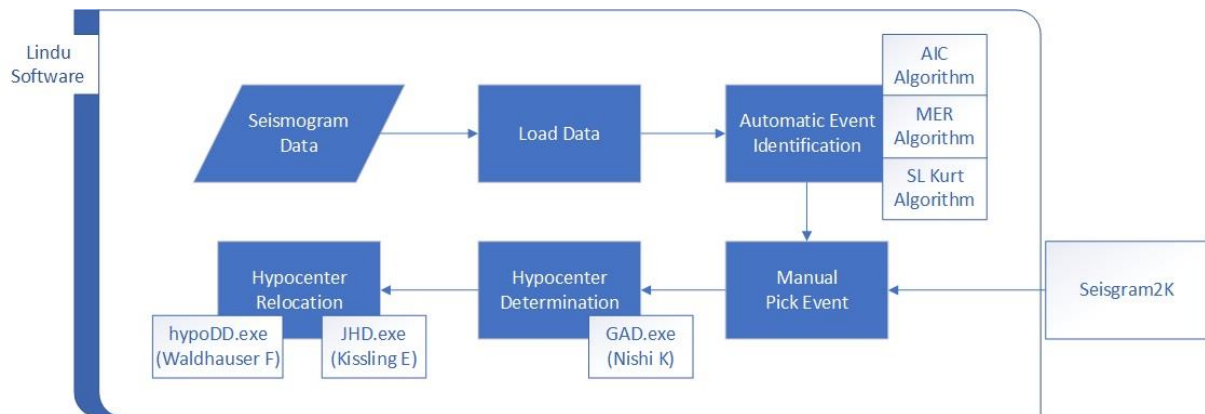 Lindu
Software
Seismogram
Data
Load Data
Automatic Event
Identification
AIC
Algorithm
MER
Algorithm
SL Kurt
Algorithm
Hypocenter
Relocation
hypoDD.exe
(Waldhauser F)
JHD.exe
(Kissling E)
Hypocenter
Determination
GAD.exe
(Nishi K)
Manual
Pick Event
Seisgram2K